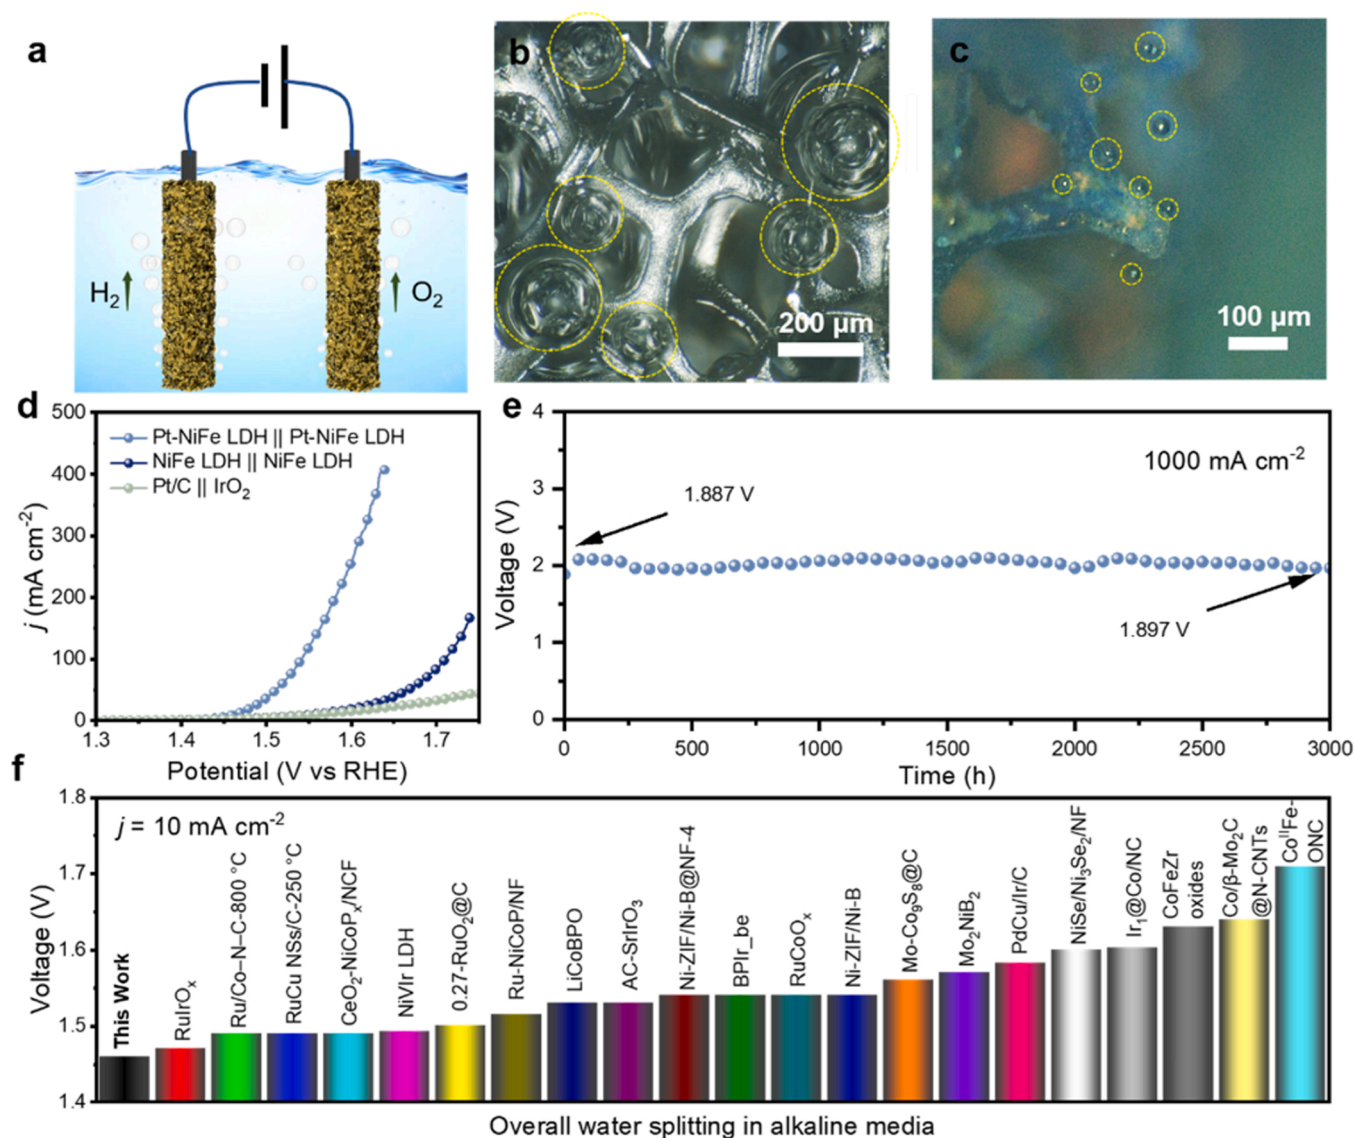 a
H2
O2
b
200 μm
c
100 μm
d
500
400
300
200
100
0
1.3 1.4 1.5 1.6 1.7
j (mA cm-2)
Potential (V vs RHE)
Pt-NiFe LDH || Pt-NiFe LDH
NiFe LDH || NiFe LDH
Pt/C || IrO2
e
4
3
2
1
0
0 500 1000 1500 2000 2500 3000
Voltage (V)
Time (h)
1000 mA cm-2
1.887 V
1.897 V
f
1.8
1.7
1.6
1.5
1.4
Voltage (V)
j = 10 mA cm-2
This Work
RuIrOx
Ru/Co–N–C-800 °C
RuCu NSs/C-250 °C
CeO2-NiCoPx/NCF
NiVIr LDH
0.27-RuO2@C
Ru-NiCoP/NF
LiCoBPO
AC-SrIrO3
Ni-ZIF/Ni-B@NF-4
BPIr_be
RuCoOx
Ni-ZIF/Ni-B
Mo-Co9S8@C
Mo2NiB2
PdCu/Ir/C
NiSe/Ni3Se2/NF
Ir1@Co/NC
CoFeZr
oxides
Co/β-Mo2C
@N-CNTs
CoIIFe-
ONC
Overall water splitting in alkaline media